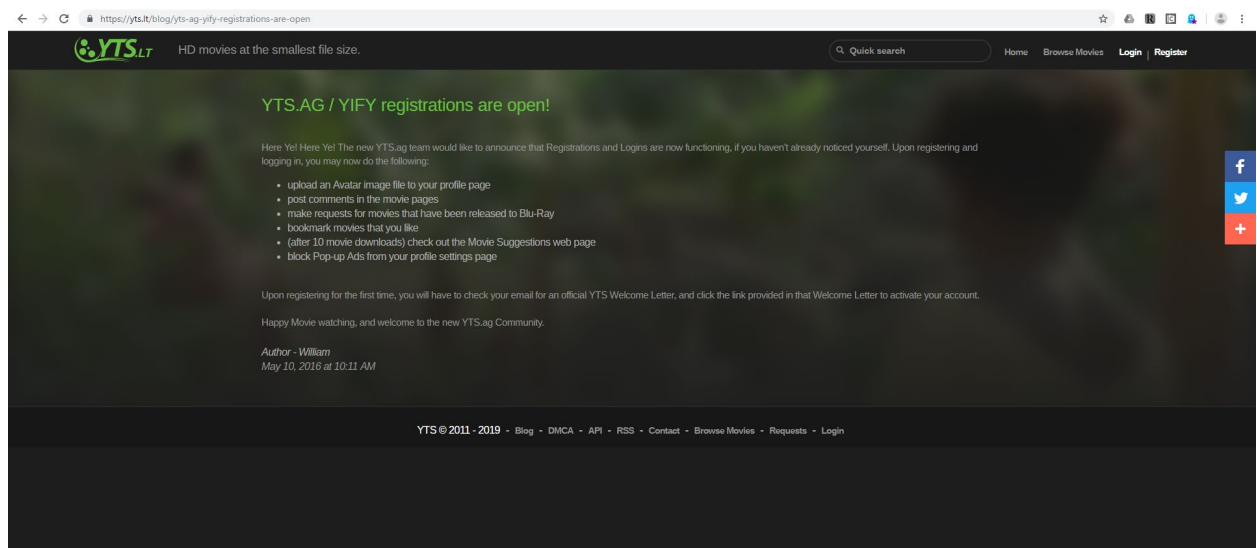 https://yts.lt/blog/yts-ag-yify-registrations-are-open
YTS.LT
HD movies at the smallest file size.
Quick search
Home
Browse Movies
Login | Register
YTS.AG / YIFY registrations are open!
Here Ye! Here Ye! The new YTS.ag team would like to announce that Registrations and Logins are now functioning, if you haven't already noticed yourself. Upon registering and
logging in, you may now do the following:
• upload an Avatar image file to your profile page
• post comments in the movie pages
• make requests for movies that have been released to Blu-Ray
• bookmark movies that you like
• (after 10 movie downloads) check out the Movie Suggestions web page
• block Pop-up Ads from your profile settings page
Upon registering for the first time, you will have to check your email for an official YTS Welcome Letter, and click the link provided in that Welcome Letter to activate your account.
Happy Movie watching, and welcome to the new YTS.ag Community.
Author - William
May 10, 2016 at 10:11 AM
YTS © 2011 - 2019 - Blog - DMCA - API - RSS - Contact - Browse Movies - Requests - Login